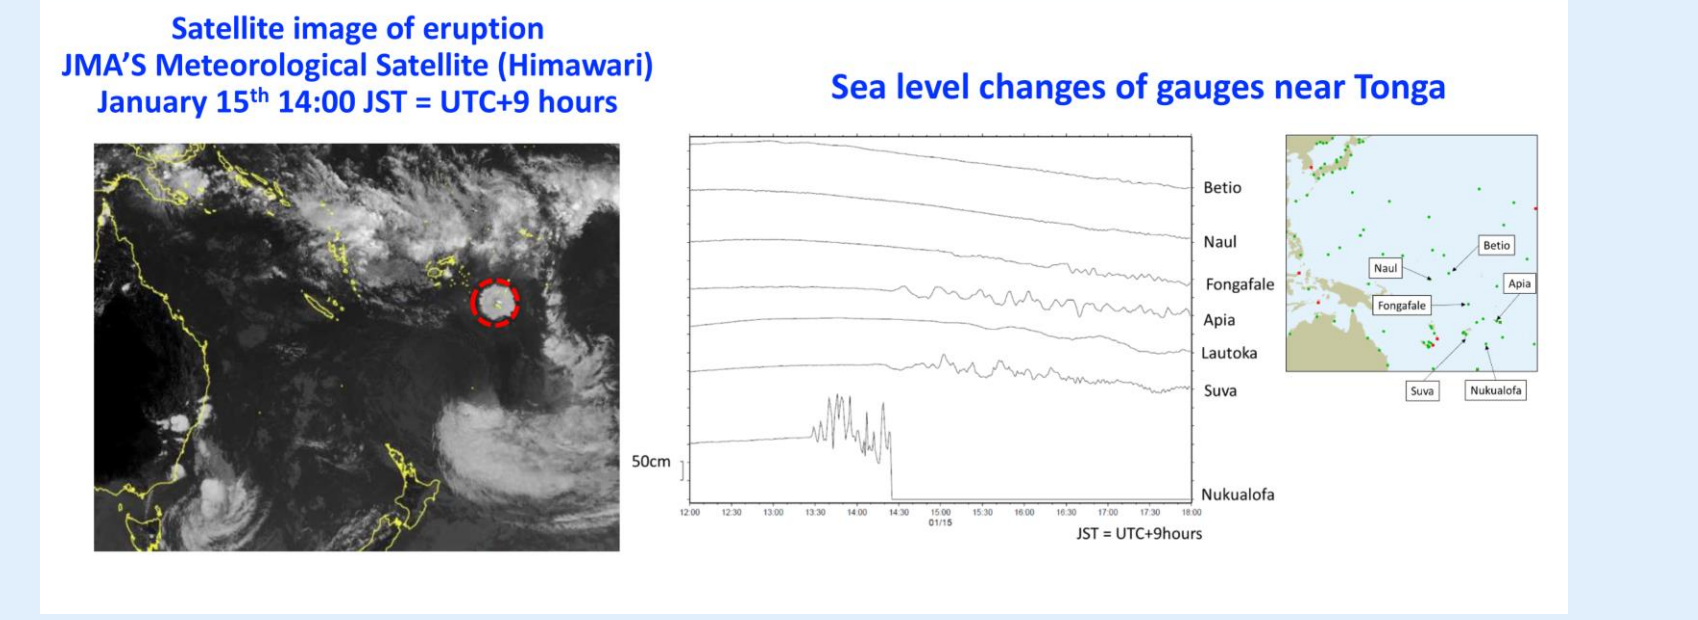 Satellite image of eruption
JMA'S Meteorological Satellite (Himawari)
January 15th 14:00 JST = UTC+9 hours
Sea level changes of gauges near Tonga
Betio
Naul
Fongafale
Apia
Lautoka
Suva
50cm
Nukualofa
12:00 12:30 13:00 13:30 14:00 14:30 15:00 15:30 16:00 16:30 17:00 17:30 18:00
01/15
JST = UTC+9hours
Betio
Naul
Apia
Fongafale
Suva
Nukualofa